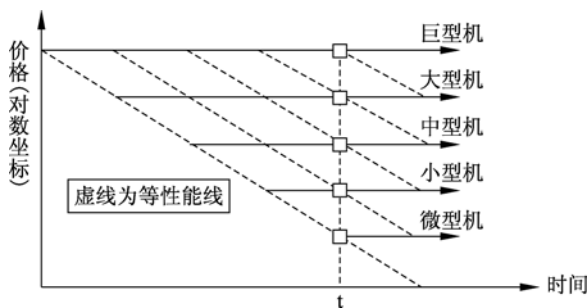 价格(对数坐标)
巨型机
大型机
中型机
小型机
微型机
虚线为等性能线
时间
t